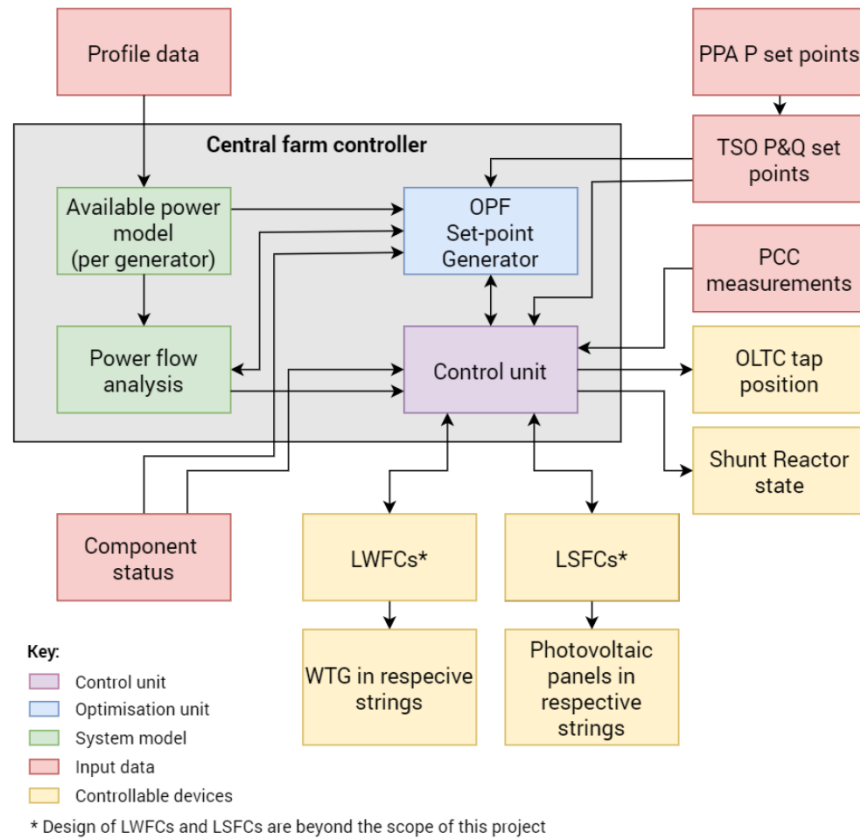 Profile data
PPA P set points
Central farm controller
TSO P&Q set
points
Available power
model
(per generator)
OPF
Set-point
Generator
PCC
measurements
Power flow
analysis
Control unit
OLTC tap
position
Shunt Reactor
state
Component
status
LWFCs*
LSFCs*
WTG in respecive
strings
Photovoltaic
panels in
respective
strings
Key:
Control unit
Optimisation unit
System model
Input data
Controllable devices
* Design of LWFCs and LSFCs are beyond the scope of this project